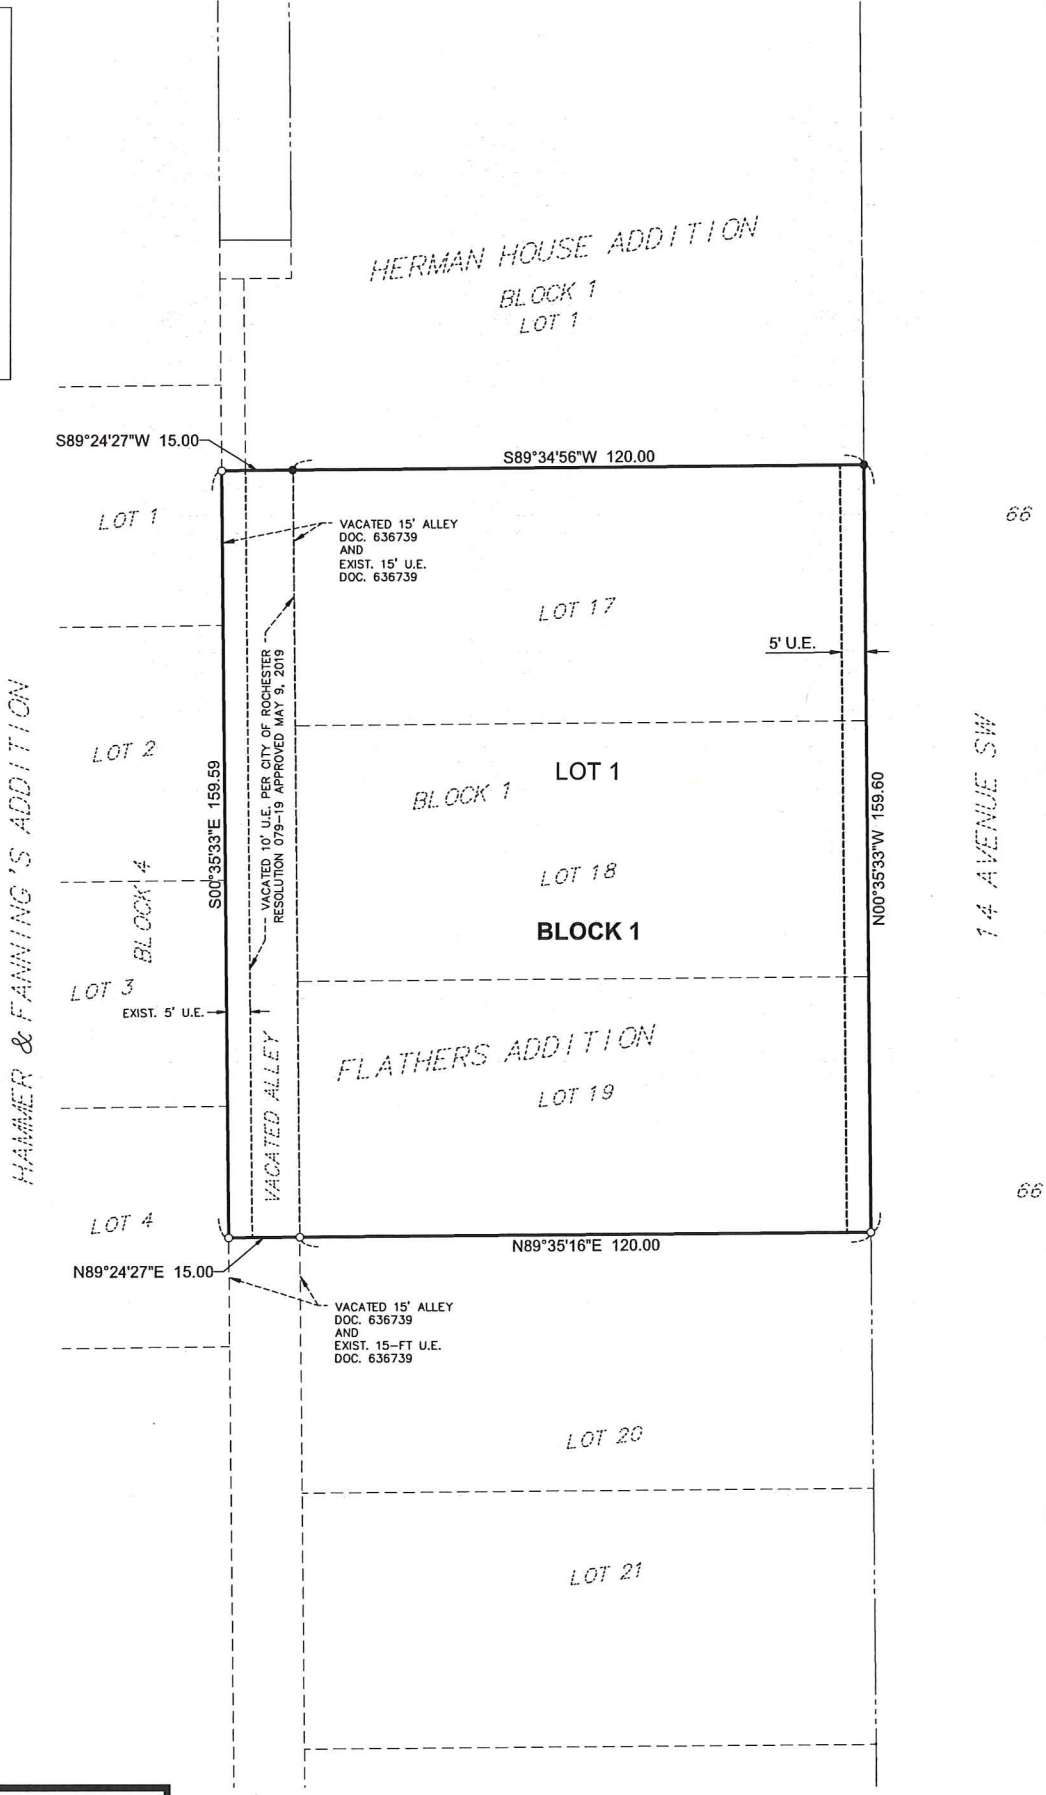 HERMAN HOUSE ADDITION
BLOCK 1
LOT 1
S89°24'27"W 15.00
S89°34'56"W 120.00
LOT 1
66
VACATED 15' ALLEY
DOC. 636739
AND
EXIST. 15' U.E.
DOC. 636739
LOT 17
5' U.E.
VACATED 10' U.E. PER CITY OF ROCHESTER
RESOLUTION 079-19 APPROVED MAY 9, 2019
HAMMER & FANNING'S ADDITION
LOT 2
S00°35'33"E 159.59
BLOCK 1
LOT 1
N00°35'33"W 159.60
14 AVENUE SW
BLOCK 4
LOT 18
BLOCK 1
LOT 3
EXIST. 5' U.E.
VACATED ALLEY
FLATHERS ADDITION
LOT 19
66
LOT 4
N89°35'16"E 120.00
N89°24'27"E 15.00
VACATED 15' ALLEY
DOC. 636739
AND
EXIST. 15-FT U.E.
DOC. 636739
LOT 20
LOT 21